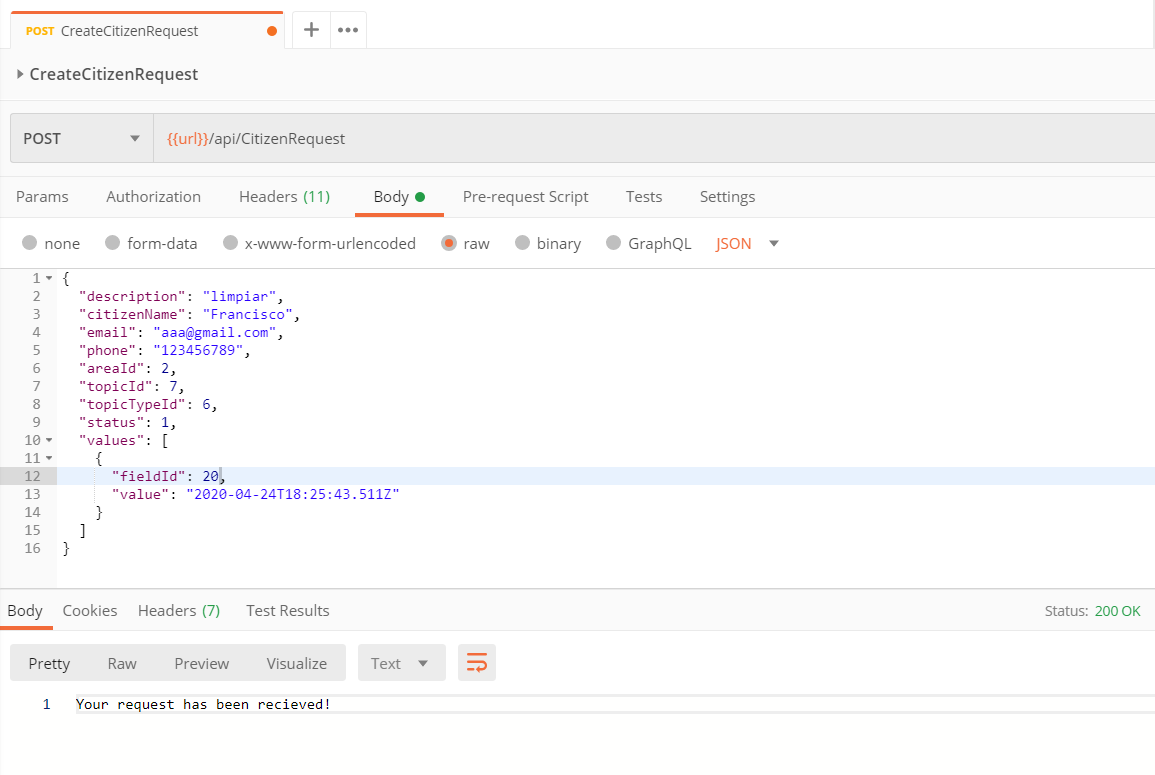 POST CreateCitizenRequest
CreateCitizenRequest
POST {{url}}/api/CitizenRequest
Params Authorization Headers (11) Body Pre-request Script Tests Settings
none form-data x-www-form-urlencoded raw binary GraphQL JSON
1 {
2 "description": "limpiar",
3 "citizenName": "Francisco",
4 "email": "aaa@gmail.com",
5 "phone": "123456789",
6 "areaId": 2,
7 "topicId": 7,
8 "topicTypeId": 6,
9 "status": 1,
10 "values": [
11 {
12 "fieldId": 20,
13 "value": "2020-04-24T18:25:43.511Z"
14 }
15 ]
16 }
Body Cookies Headers (7) Test Results Status: 200 OK
Pretty Raw Preview Visualize Text
1 Your request has been recieved!